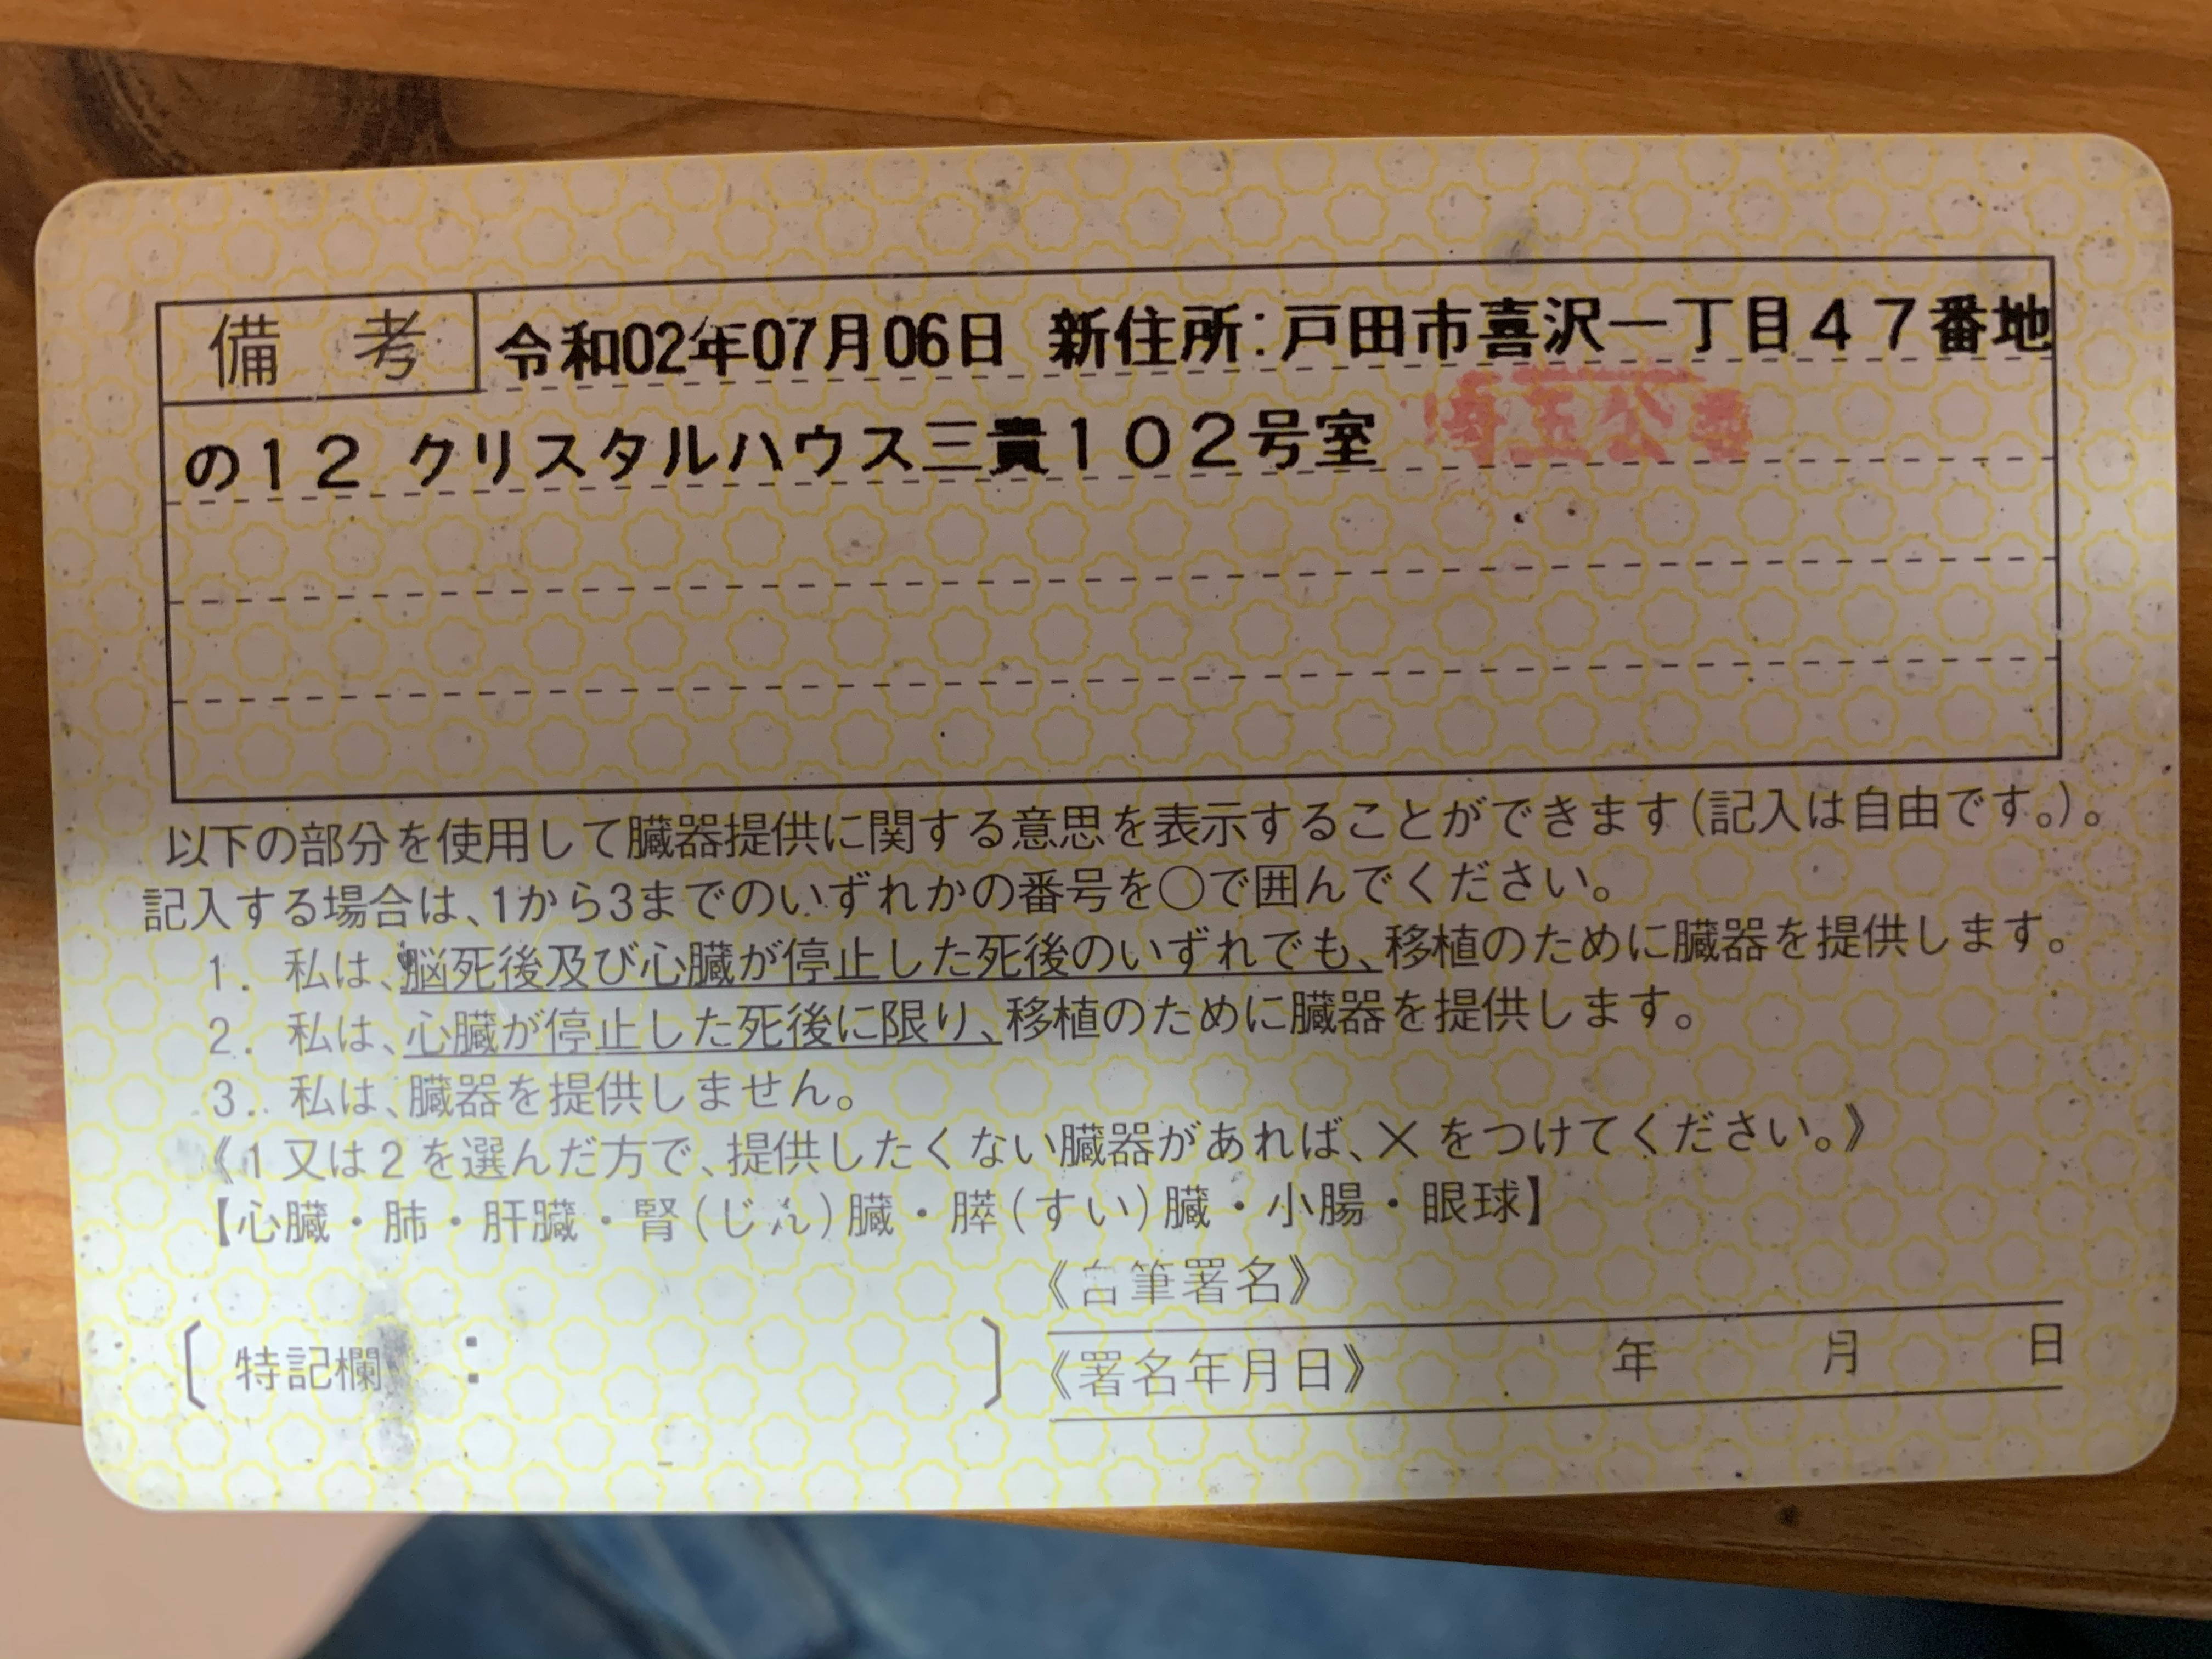 備考 令和02年07月06日 新住所:戸田市喜沢一丁目47番地
の12 クリスタルハウス三貴102号室 埼玉公委
以下の部分を使用して臓器提供に関する意思を表示することができます(記入は自由です。)。
記入する場合は、1から3までのいずれかの番号を○で囲んでください。
1. 私は、脳死後及び心臓が停止した死後のいずれでも、移植のために臓器を提供します。
2. 私は、心臓が停止した死後に限り、移植のために臓器を提供します。
3. 私は、臓器を提供しません。
《1又は2を選んだ方で、提供したくない臓器があれば、×をつけてください。》
【心臓・肺・肝臓・腎(じん)臓・膵(すい)臓・小腸・眼球】
《自筆署名》
〔特記欄 : 〕
《署名年月日》 年 月 日